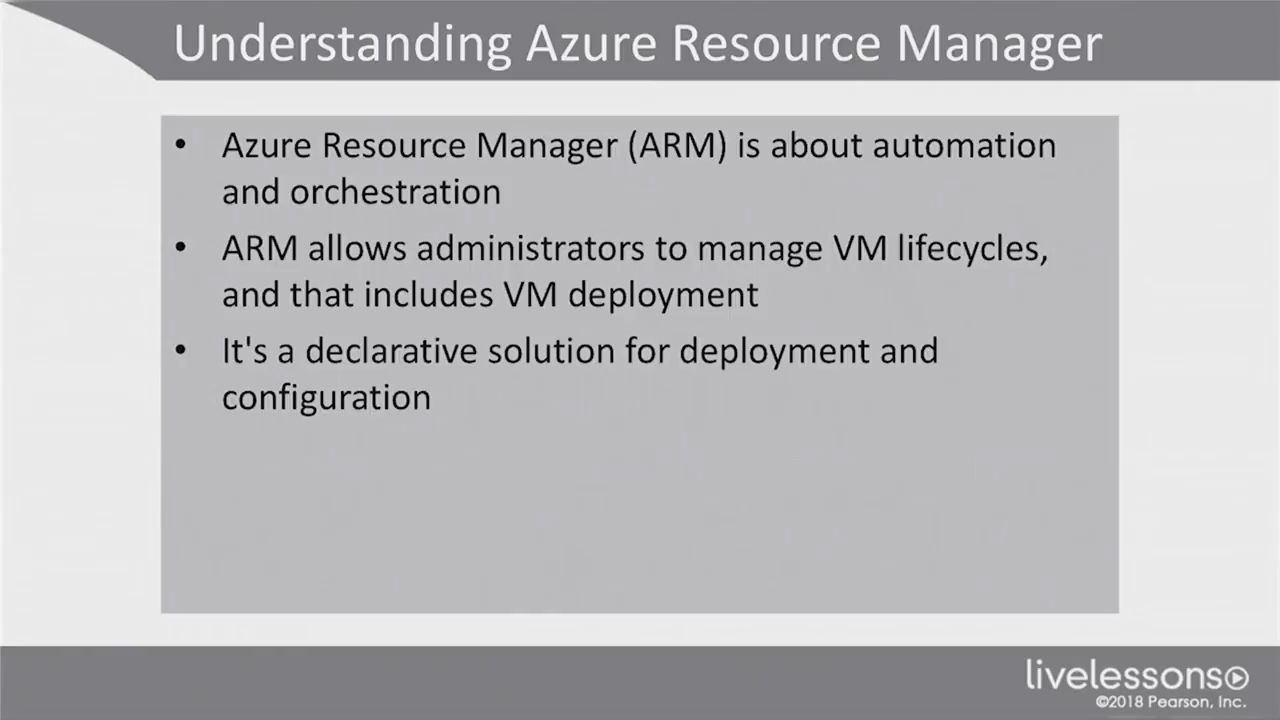 Understanding Azure Resource Manager
• Azure Resource Manager (ARM) is about automation
and orchestration
• ARM allows administrators to manage VM lifecycles,
and that includes VM deployment
• It's a declarative solution for deployment and
configuration
livelessons
©2018 Pearson, Inc.